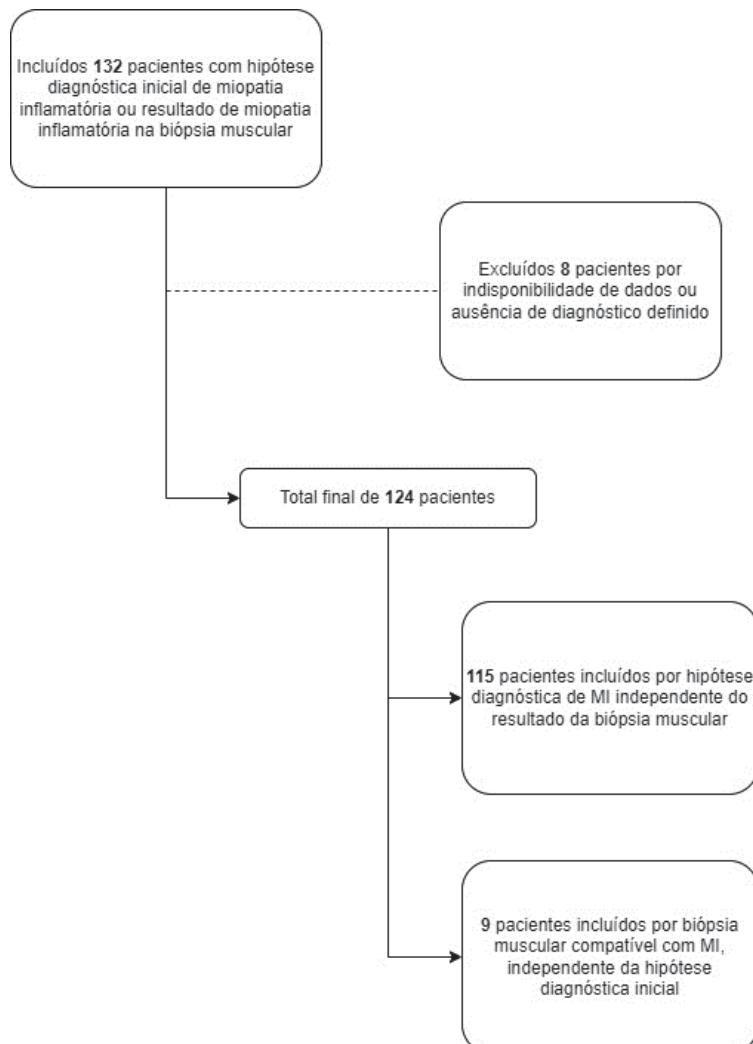 Incluídos 132 pacientes com hipótese
diagnóstica inicial de miopatia
inflamatória ou resultado de miopatia
inflamatória na biópsia muscular
Excluídos 8 pacientes por
indisponibilidade de dados ou
ausência de diagnóstico definido
Total final de 124 pacientes
115 pacientes incluídos por hipótese
diagnóstica de MI independente do
resultado da biópsia muscular
9 pacientes incluídos por biópsia
muscular compatível com MI,
independente da hipótese
diagnóstica inicial